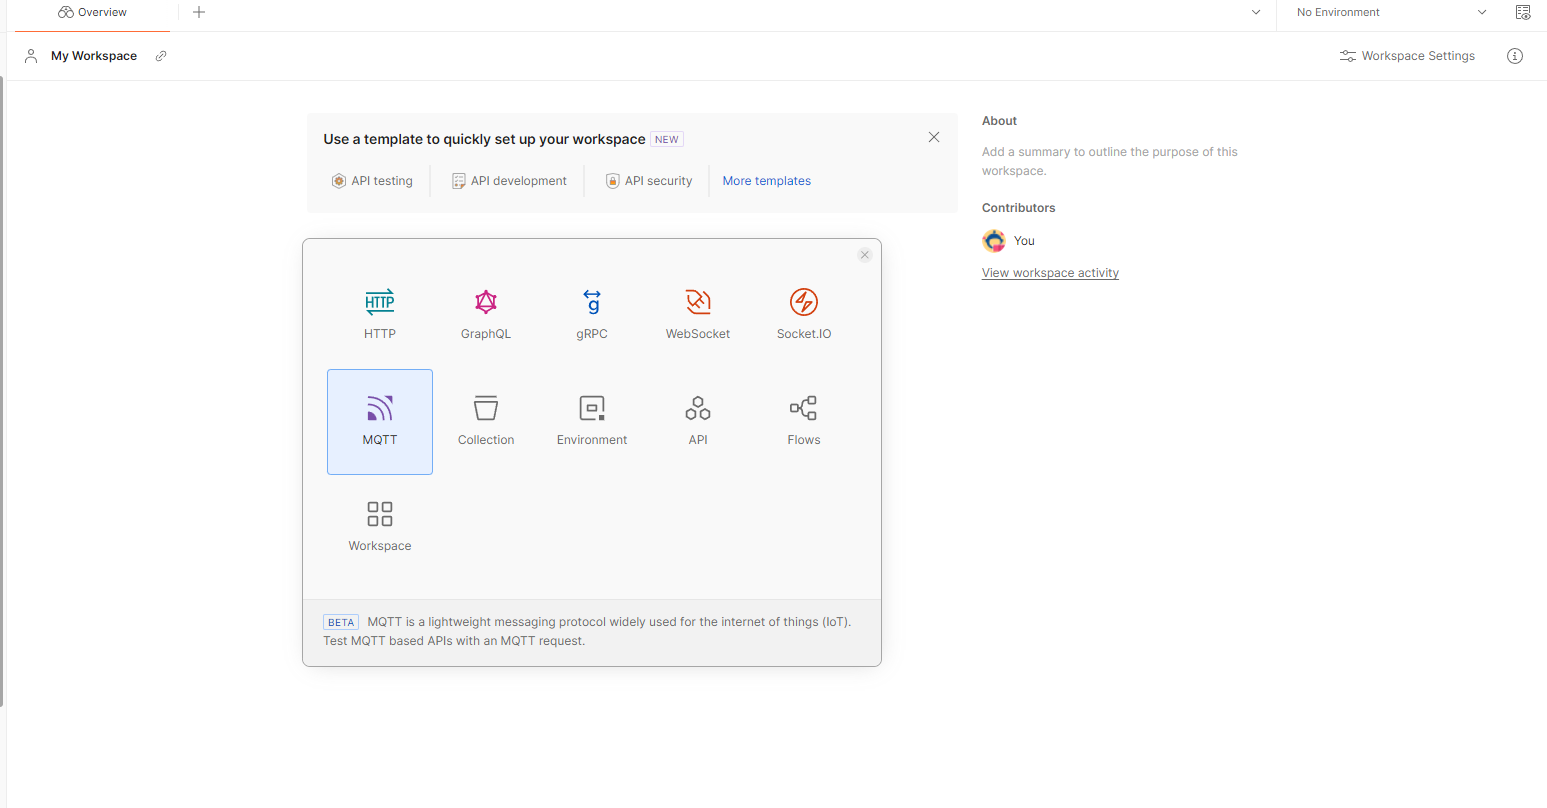 Overview
No Environment
My Workspace
Workspace Settings
Use a template to quickly set up your workspace NEW
API testing
API development
API security
More templates
About
Add a summary to outline the purpose of this
workspace.
Contributors
You
View workspace activity
HTTP
HTTP
GraphQL
g
gRPC
WebSocket
Socket.IO
MQTT
Collection
Environment
API
Flows
Workspace
BETA MQTT is a lightweight messaging protocol widely used for the internet of things (IoT).
Test MQTT based APIs with an MQTT request.